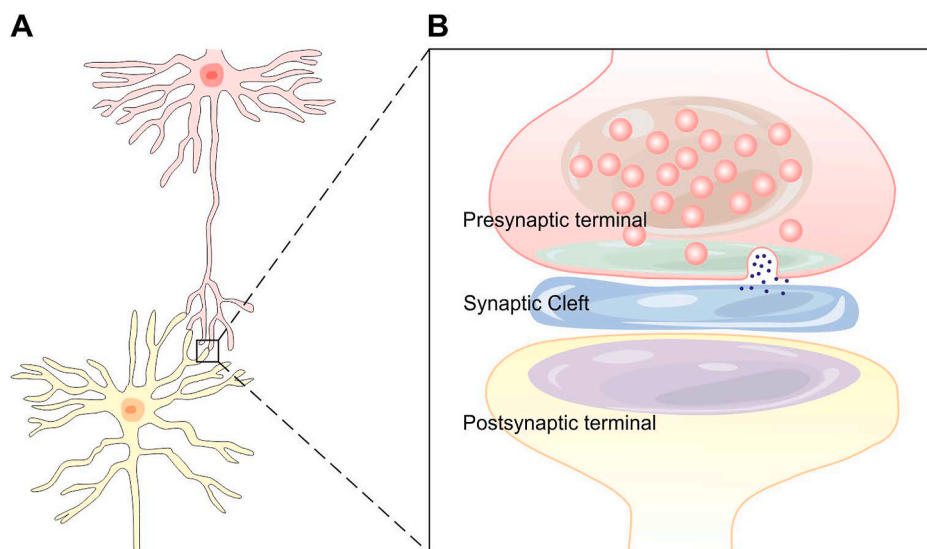 A
B
Presynaptic terminal
Synaptic Cleft
Postsynaptic terminal